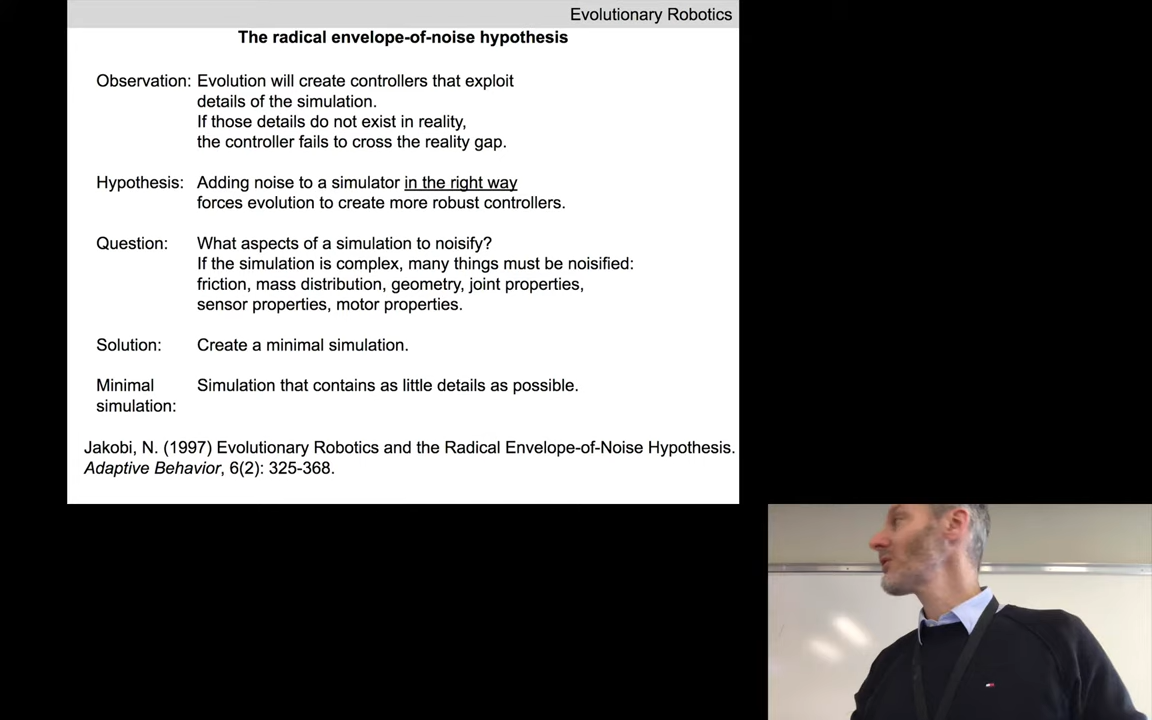 Evolutionary Robotics
The radical envelope-of-noise hypothesis
Observation: Evolution will create controllers that exploit
details of the simulation.
If those details do not exist in reality,
the controller fails to cross the reality gap.
Hypothesis: Adding noise to a simulator in the right way
forces evolution to create more robust controllers.
Question: What aspects of a simulation to noisify?
If the simulation is complex, many things must be noisified:
friction, mass distribution, geometry, joint properties,
sensor properties, motor properties.
Solution: Create a minimal simulation.
Minimal Simulation that contains as little details as possible.
simulation:
Jakobi, N. (1997) Evolutionary Robotics and the Radical Envelope-of-Noise Hypothesis.
Adaptive Behavior, 6(2): 325-368.